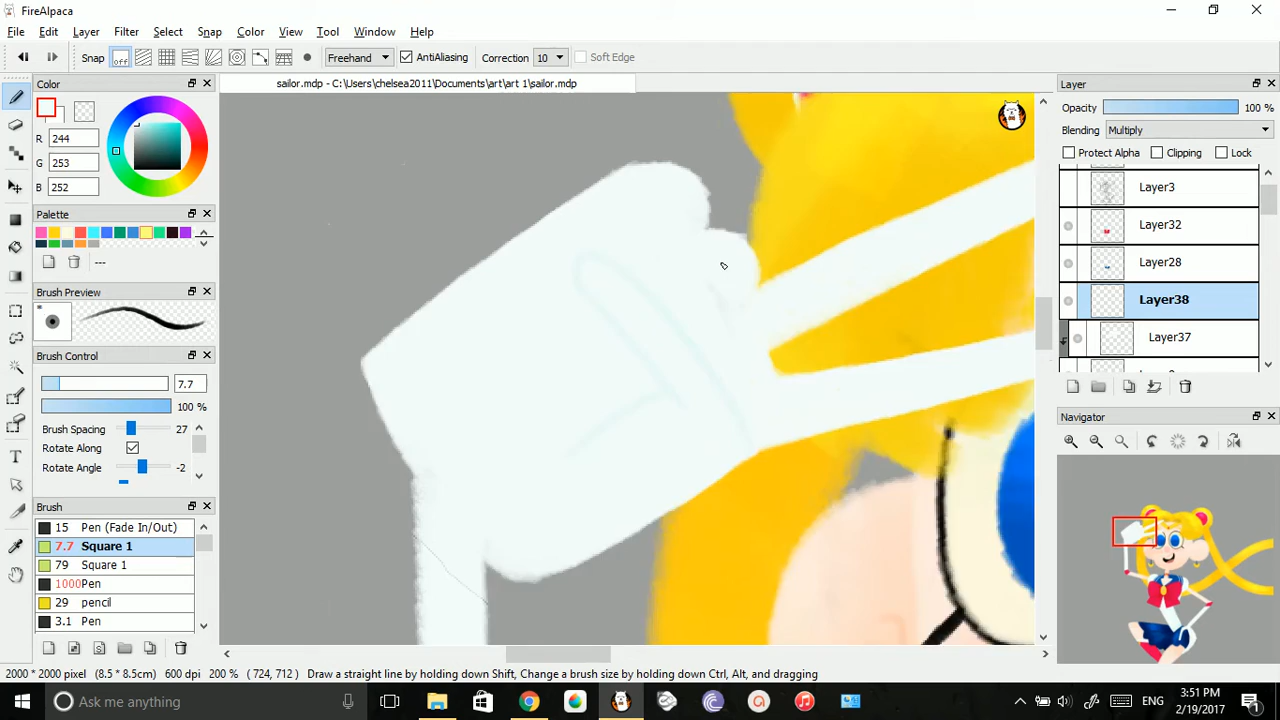 FireAlpaca
File Edit Layer Filter Select Snap Color View Tool Window Help
Snap off Freehand AntiAliasing Correction 10 Soft Edge
Color
sailor.mdp - C:\Users\chelsea2011\Documents\art\art 1\sailor.mdp
Layer
R 244
G 253
B 252
Opacity 100 %
Blending Multiply
Protect Alpha Clipping Lock
Layer3
Layer32
Layer28
Layer38
Layer37
Palette
---
Brush Preview
Brush Control
7.7
100 %
Brush Spacing 27
Rotate Along
Rotate Angle -2
Navigator
Brush
15 Pen (Fade In/Out)
7.7 Square 1
79 Square 1
1000 Pen
29 pencil
3.1 Pen
2000 * 2000 pixel (8.5 * 8.5cm) 600 dpi 200 % (724, 712) Draw a straight line by holding down Shift, Change a brush size by holding down Ctrl, Alt, and dragging
Ask me anything
ENG
3:51 PM
2/19/2017